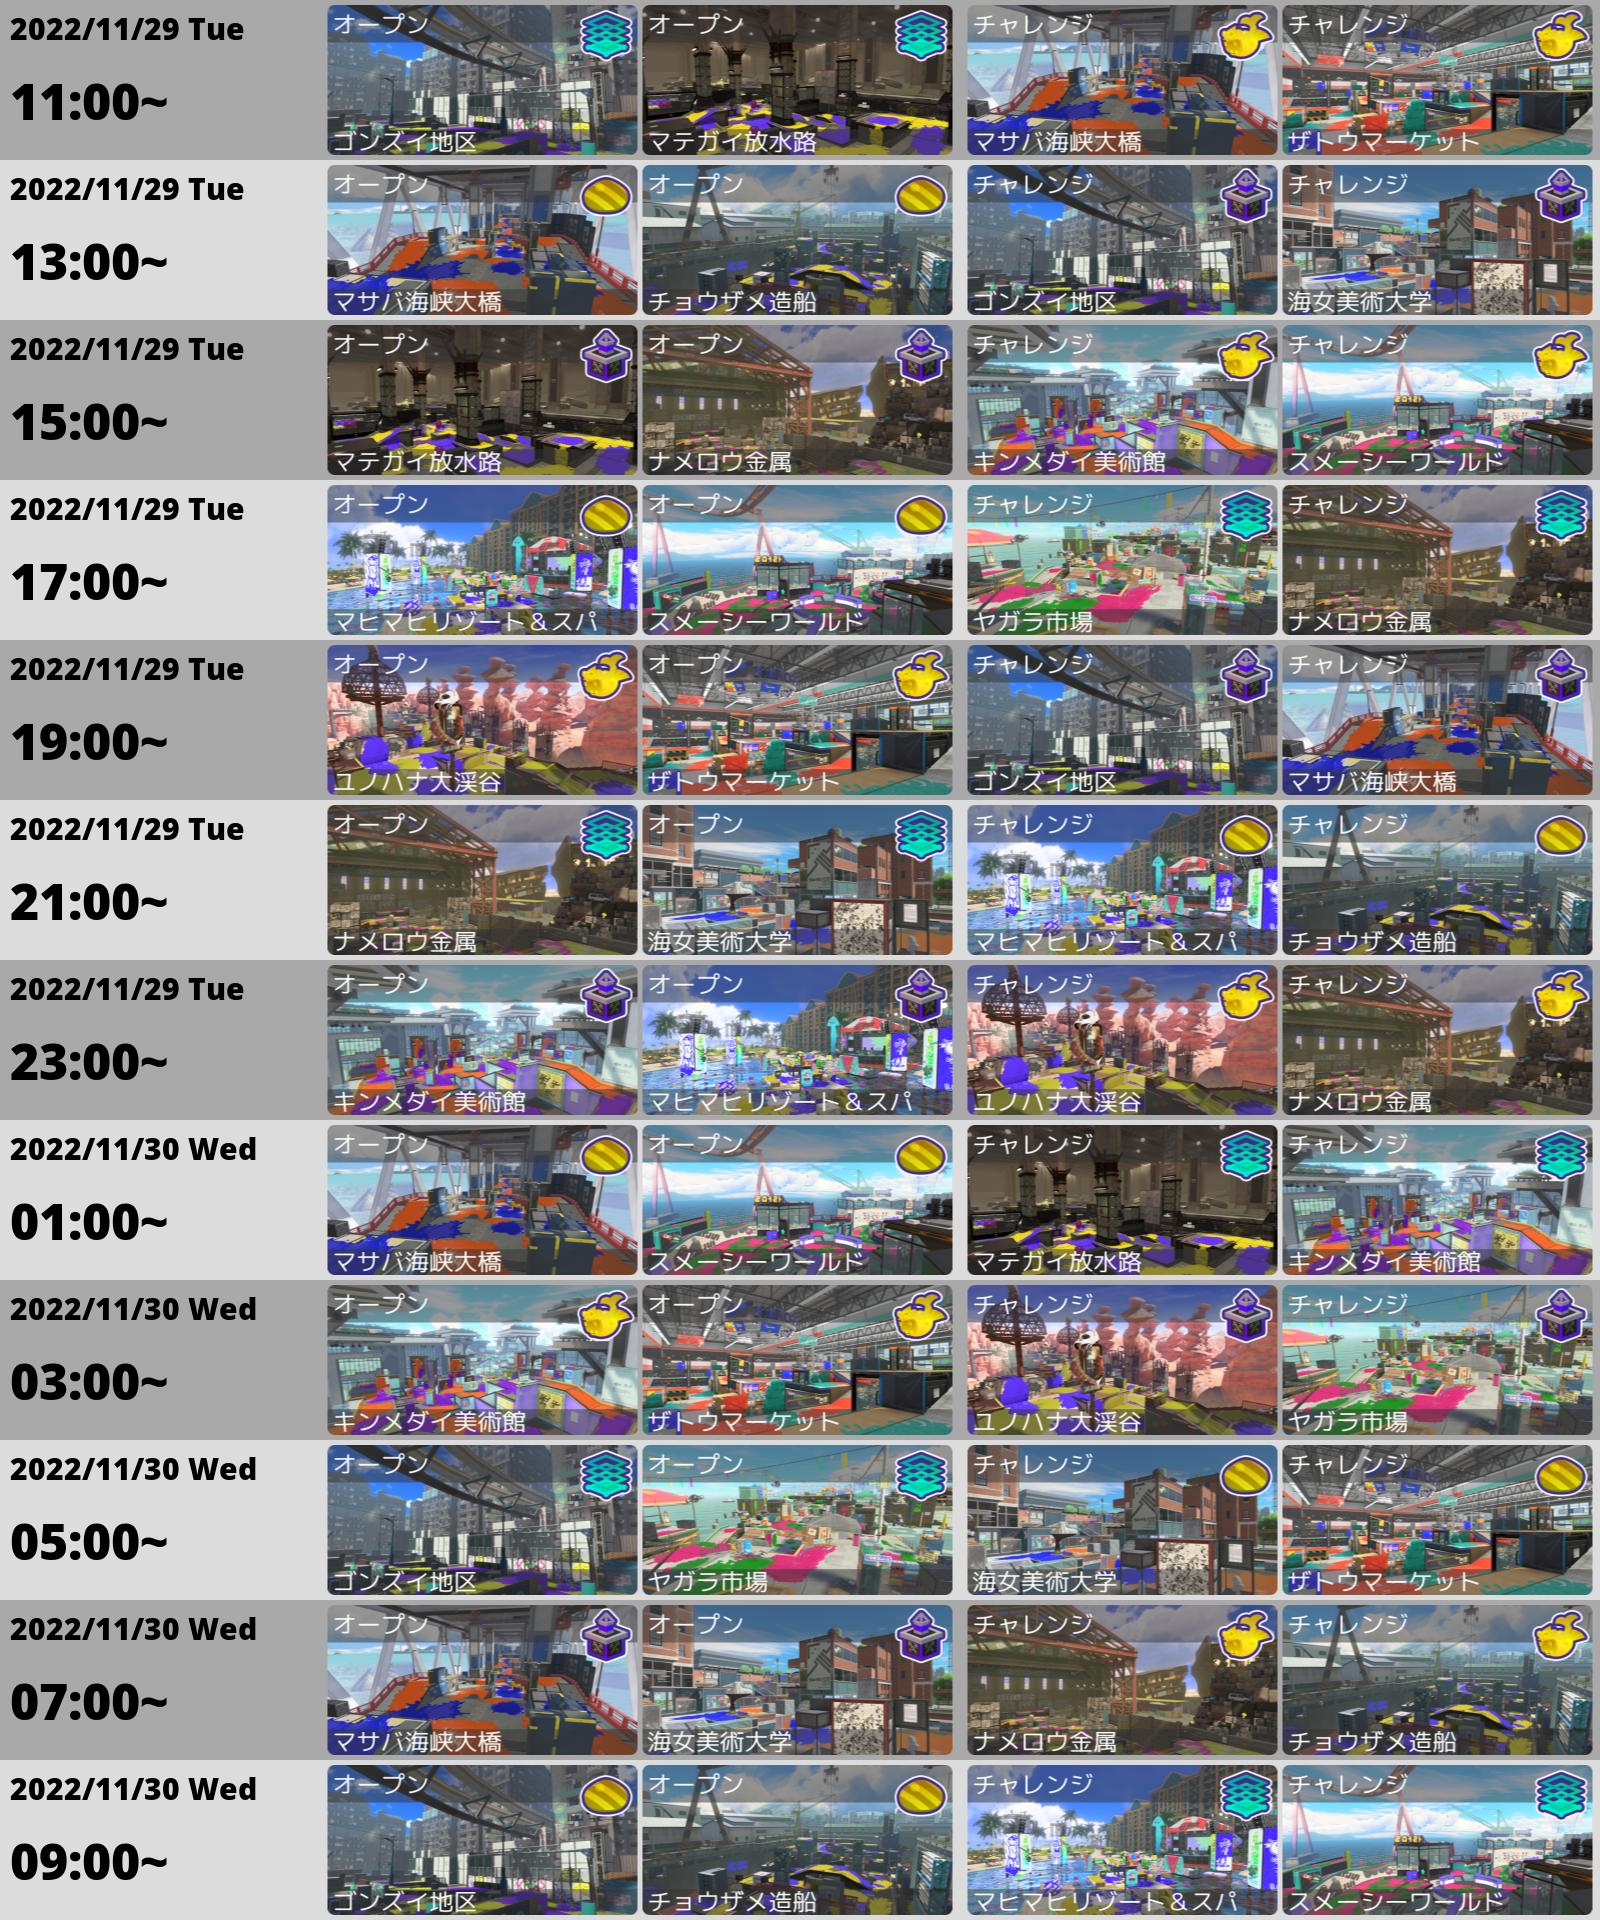 2022/11/29 Tue
11:00~
オープン
ゴンズイ地区
オープン
マテガイ放水路
チャレンジ
マサバ海峡大橋
チャレンジ
ザトウマーケット
2022/11/29 Tue
13:00~
オープン
マサバ海峡大橋
オープン
チョウザメ造船
チャレンジ
ゴンズイ地区
チャレンジ
海女美術大学
2022/11/29 Tue
15:00~
オープン
マテガイ放水路
オープン
ナメロウ金属
チャレンジ
キンメダイ美術館
チャレンジ
スメーシーワールド
2022/11/29 Tue
17:00~
オープン
マヒマヒリゾート＆スパ
オープン
スメーシーワールド
チャレンジ
ヤガラ市場
チャレンジ
ナメロウ金属
2022/11/29 Tue
19:00~
オープン
ユノハナ大渓谷
オープン
ザトウマーケット
チャレンジ
ゴンズイ地区
チャレンジ
マサバ海峡大橋
2022/11/29 Tue
21:00~
オープン
ナメロウ金属
オープン
海女美術大学
チャレンジ
マヒマヒリゾート＆スパ
チャレンジ
チョウザメ造船
2022/11/29 Tue
23:00~
オープン
キンメダイ美術館
オープン
マヒマヒリゾート＆スパ
チャレンジ
ユノハナ大渓谷
チャレンジ
ナメロウ金属
2022/11/30 Wed
01:00~
オープン
マサバ海峡大橋
オープン
スメーシーワールド
チャレンジ
マテガイ放水路
チャレンジ
キンメダイ美術館
2022/11/30 Wed
03:00~
オープン
キンメダイ美術館
オープン
ザトウマーケット
チャレンジ
ユノハナ大渓谷
チャレンジ
ヤガラ市場
2022/11/30 Wed
05:00~
オープン
ゴンズイ地区
オープン
ヤガラ市場
チャレンジ
海女美術大学
チャレンジ
ザトウマーケット
2022/11/30 Wed
07:00~
オープン
マサバ海峡大橋
オープン
海女美術大学
チャレンジ
ナメロウ金属
チャレンジ
チョウザメ造船
2022/11/30 Wed
09:00~
オープン
ゴンズイ地区
オープン
チョウザメ造船
チャレンジ
マヒマヒリゾート＆スパ
チャレンジ
スメーシーワールド